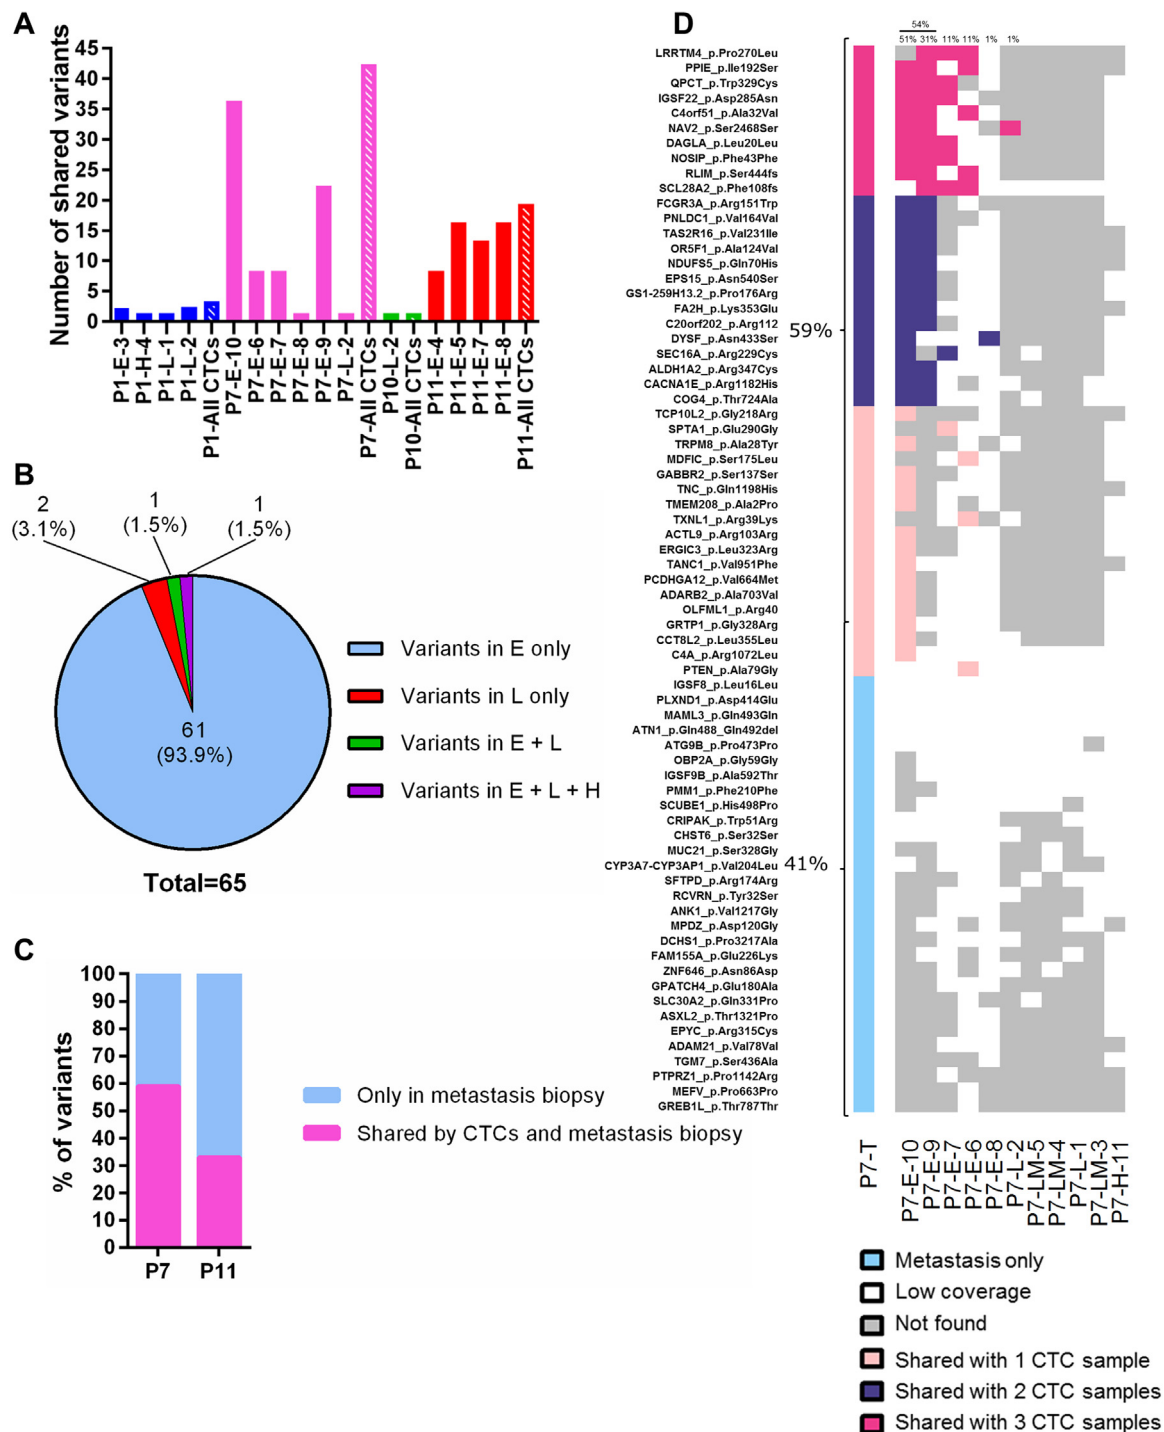 A
Number of shared variants
45
40
35
30
25
20
15
10
5
0
P1-E-3
P1-H-4
P1-L-1
P1-L-2
P1-All CTCs
P7-E-10
P7-E-6
P7-E-7
P7-E-8
P7-E-9
P7-L-2
P7-All CTCs
P10-L-2
P10-All CTCs
P11-E-4
P11-E-5
P11-E-7
P11-E-8
P11-All CTCs
B
2
(3.1%)
1
(1.5%)
1
(1.5%)
61
(93.9%)
Variants in E only
Variants in L only
Variants in E + L
Variants in E + L + H
Total=65
C
% of variants
100
90
80
70
60
50
40
30
20
10
0
P7
P11
Only in metastasis biopsy
Shared by CTCs and metastasis biopsy
D
54%
51% 31% 11% 11% 1% 1%
LRRTM4_p.Pro270Leu
PPIE_p.Ile192Ser
QPCT_p.Trp329Cys
IGSF22_p.Asp285Asn
C4orf51_p.Ala32Val
NAV2_p.Ser2468Ser
DAGLA_p.Leu20Leu
NOSIP_p.Phe43Phe
RLIM_p.Ser444fs
SCL28A2_p.Phe108fs
FCGR3A_p.Arg151Trp
PNLDC1_p.Val164Val
TAS2R16_p.Val231Ile
OR5F1_p.Ala124Val
NDUFS5_p.Gln70His
EPS15_p.Asn540Ser
GS1-259H13.2_p.Pro176Arg
FA2H_p.Lys353Glu
C20orf202_p.Arg112
DYSF_p.Asn433Ser
SEC16A_p.Arg229Cys
ALDH1A2_p.Arg347Cys
CACNA1E_p.Arg1182His
COG4_p.Thr724Ala
TCP10L2_p.Gly218Arg
SPTA1_p.Glu290Gly
TRPM8_p.Ala28Tyr
MDFIC_p.Ser175Leu
GABBR2_p.Ser137Ser
TNC_p.Gln1198His
TMEM208_p.Ala2Pro
TXNL1_p.Arg39Lys
ACTL9_p.Arg103Arg
ERGIC3_p.Leu323Arg
TANC1_p.Val951Phe
PCDHGA12_p.Val664Met
ADARB2_p.Ala703Val
OLFML1_p.Arg40
GRTP1_p.Gly328Arg
CCT8L2_p.Leu355Leu
C4A_p.Arg1072Leu
PTEN_p.Ala79Gly
IGSF8_p.Leu16Leu
PLXND1_p.Asp414Glu
MAML3_p.Gln493Gln
ATN1_p.Gln488_Gln492del
ATG9B_p.Pro473Pro
OBP2A_p.Gly59Gly
IGSF9B_p.Ala592Thr
PMM1_p.Phe210Phe
SCUBE1_p.His498Pro
CRIPAK_p.Trp51Arg
CHST6_p.Ser32Ser
MUC21_p.Ser328Gly
CYP3A7-CYP3AP1_p.Val204Leu
SFTPD_p.Arg174Arg
RCVRN_p.Tyr32Ser
ANK1_p.Val1217Gly
MPDZ_p.Asp120Gly
DCHS1_p.Pro3217Ala
FAM155A_p.Glu226Lys
ZNF646_p.Asn86Asp
GPATCH4_p.Glu180Ala
SLC30A2_p.Gln331Pro
ASXL2_p.Thr1321Pro
EPYC_p.Arg315Cys
ADAM21_p.Val78Val
TGM7_p.Ser436Ala
PTPRZ1_p.Pro1142Arg
MEFV_p.Pro663Pro
GREB1L_p.Thr787Thr
59%
41%
P7-T
P7-E-10
P7-E-9
P7-E-7
P7-E-6
P7-E-8
P7-L-2
P7-LM-5
P7-LM-4
P7-L-1
P7-LM-3
P7-H-11
Metastasis only
Low coverage
Not found
Shared with 1 CTC sample
Shared with 2 CTC samples
Shared with 3 CTC samples